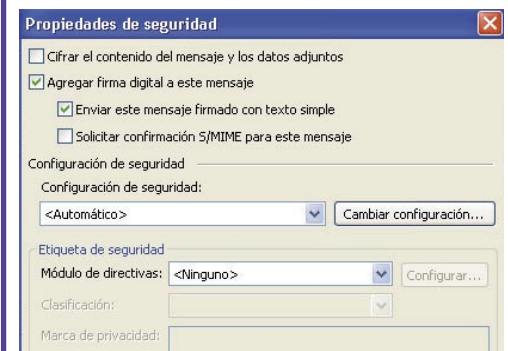 Propiedades de seguridad
Cifrar el contenido del mensaje y los datos adjuntos
Agregar firma digital a este mensaje
Enviar este mensaje firmado con texto simple
Solicitar confirmación S/MIME para este mensaje
Configuración de seguridad
Configuración de seguridad:
<Automático> Cambiar configuración...
Etiqueta de seguridad
Módulo de directivas: <Ninguno> Configurar...
Clasificación:
Marca de privacidad: